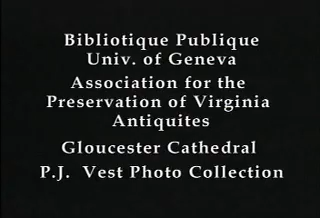 Bibliotique Publique
Univ. of Geneva
Association for the
Preservation of Virginia
Antiquites
Gloucester Cathedral
P.J. Vest Photo Collection